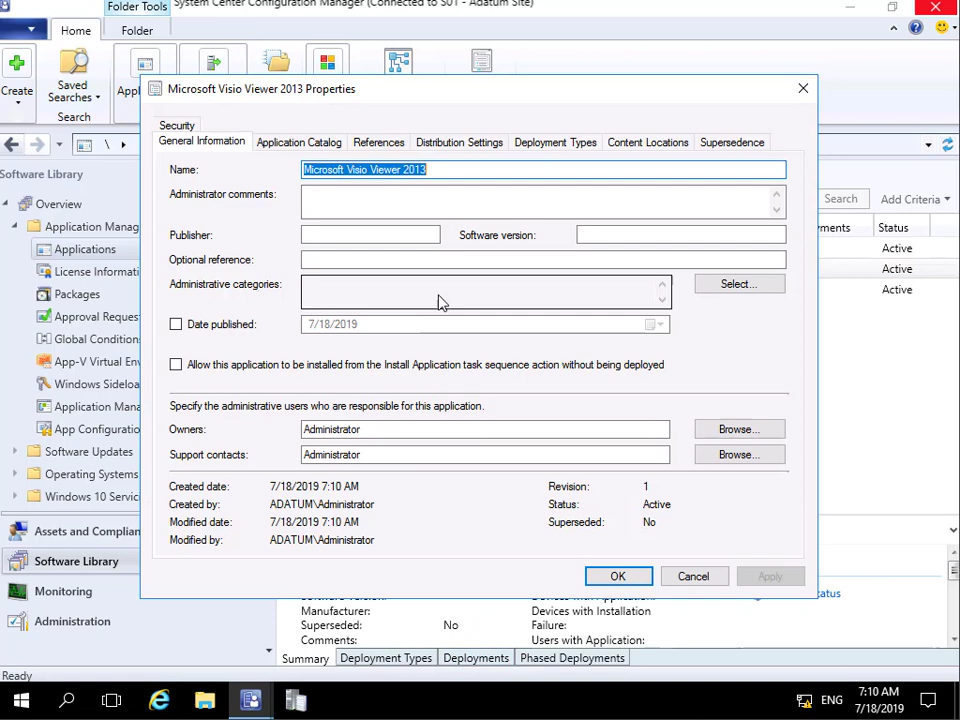 Folder Tools
System Center Configuration Manager (Connected to S01 - Adatum Site)
Home
Folder
Create
Saved
Searches
Search
Microsoft Visio Viewer 2013 Properties
Security
General Information
Application Catalog
References
Distribution Settings
Deployment Types
Content Locations
Supersedence
Name:
Microsoft Visio Viewer 2013
Administrator comments:
Publisher:
Software version:
Optional reference:
Administrative categories:
Select...
Date published:
7/18/2019
Allow this application to be installed from the Install Application task sequence action without being deployed
Specify the administrative users who are responsible for this application.
Owners:
Administrator
Browse...
Support contacts:
Administrator
Browse...
Created date:
7/18/2019 7:10 AM
Revision:
1
Created by:
ADATUM\Administrator
Status:
Active
Modified date:
7/18/2019 7:10 AM
Superseded:
No
Modified by:
ADATUM\Administrator
OK
Cancel
Apply
\
Software Library
Overview
Application Manag
Applications
License Informati
Packages
Approval Reques
Global Condition
App-V Virtual Env
Windows Sideloa
Application Mana
App Configuratio
Software Updates
Operating Systems
Windows 10 Servic
Assets and Complian
Software Library
Monitoring
Administration
Search
Add Criteria
Status
Active
Active
Active
Manufacturer:
Superseded:
No
Comments:
Devices with Installation
Failure:
Users with Application:
Summary
Deployment Types
Deployments
Phased Deployments
Ready
ENG
7:10 AM
7/18/2019